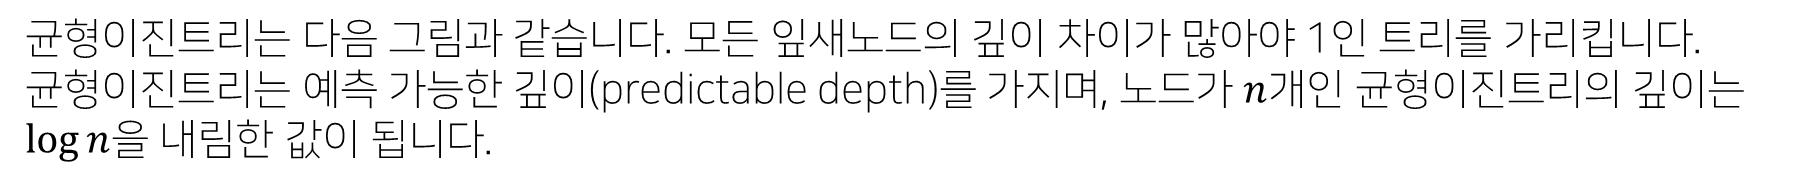 균형이진트리는 다음 그림과 같습니다. 모든 잎새노드의 깊이 차이가 많아야 1인 트리를 가리킵니다.
균형이진트리는 예측 가능한 깊이(predictable depth)를 가지며, 노드가 n개인 균형이진트리의 깊이는
log n을 내림한 값이 됩니다.